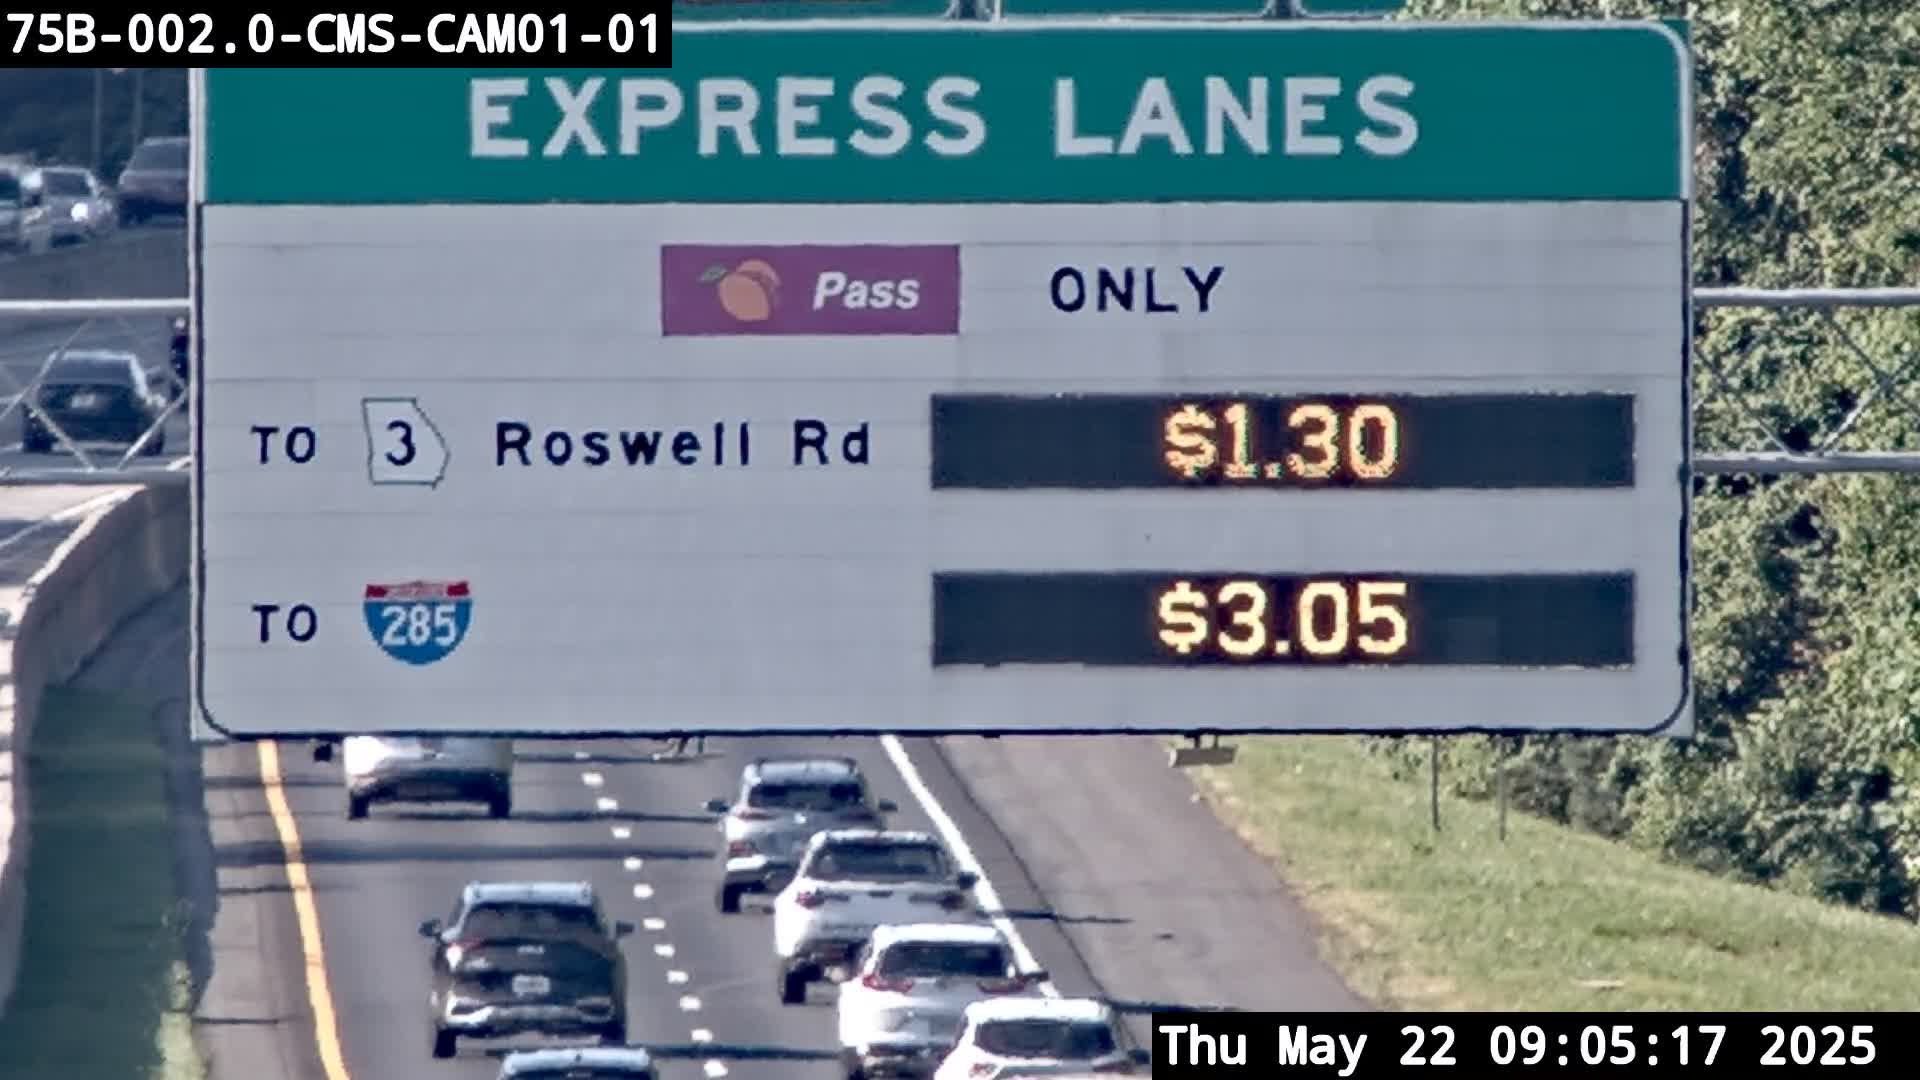 75B-002.0-CMS-CAM01-01
EXPRESS LANES
Pass ONLY
TO 3 Roswell Rd $1.30
TO 285 $3.05
Thu May 22 09:05:17 2025